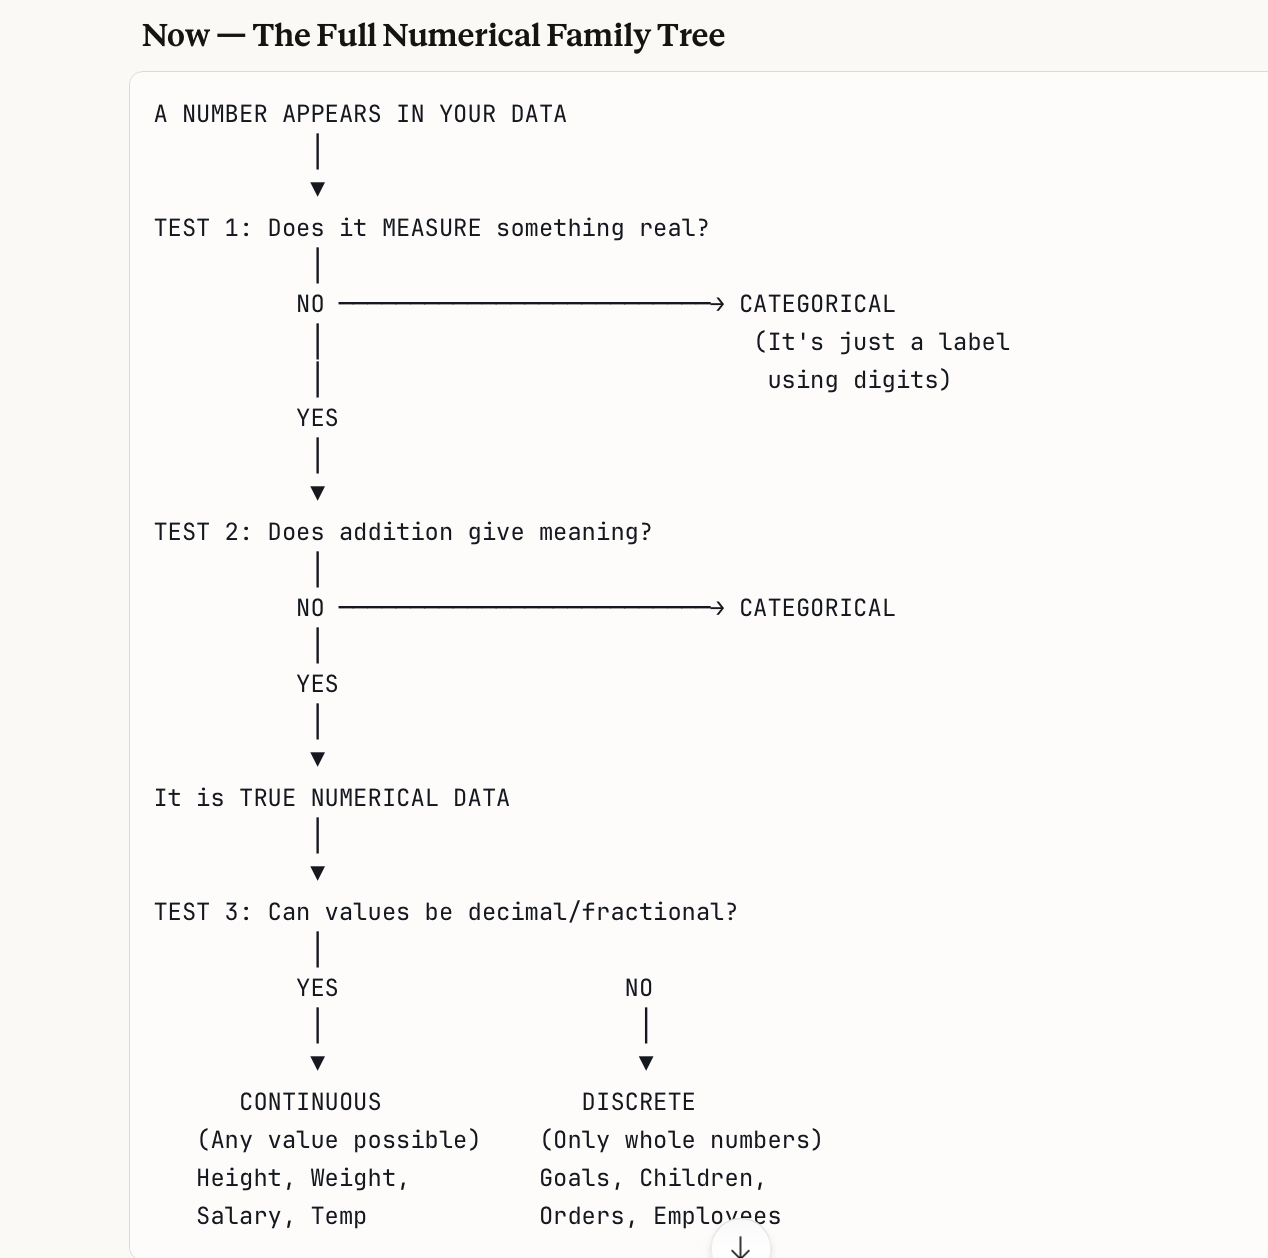 Now — The Full Numerical Family Tree
A NUMBER APPEARS IN YOUR DATA
TEST 1: Does it MEASURE something real?
NO → CATEGORICAL
(It's just a label
using digits)
YES
TEST 2: Does addition give meaning?
NO → CATEGORICAL
YES
It is TRUE NUMERICAL DATA
TEST 3: Can values be decimal/fractional?
YES NO
CONTINUOUS DISCRETE
(Any value possible) (Only whole numbers)
Height, Weight, Goals, Children,
Salary, Temp Orders, Employees